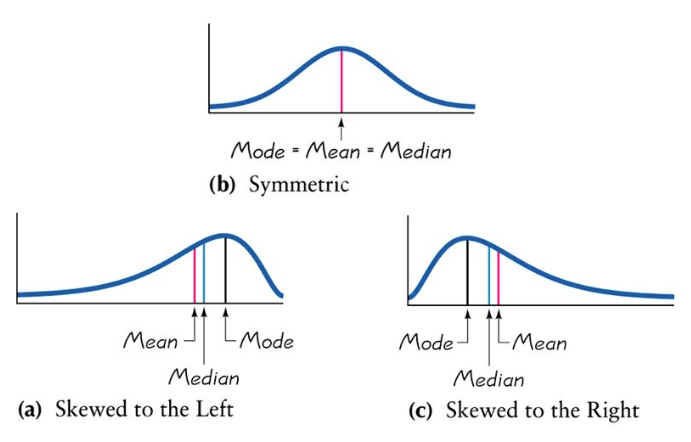 Mode = Mean = Median
(b) Symmetric
Mean
Mode
Median
(a) Skewed to the Left
Mode
Mean
Median
(c) Skewed to the Right